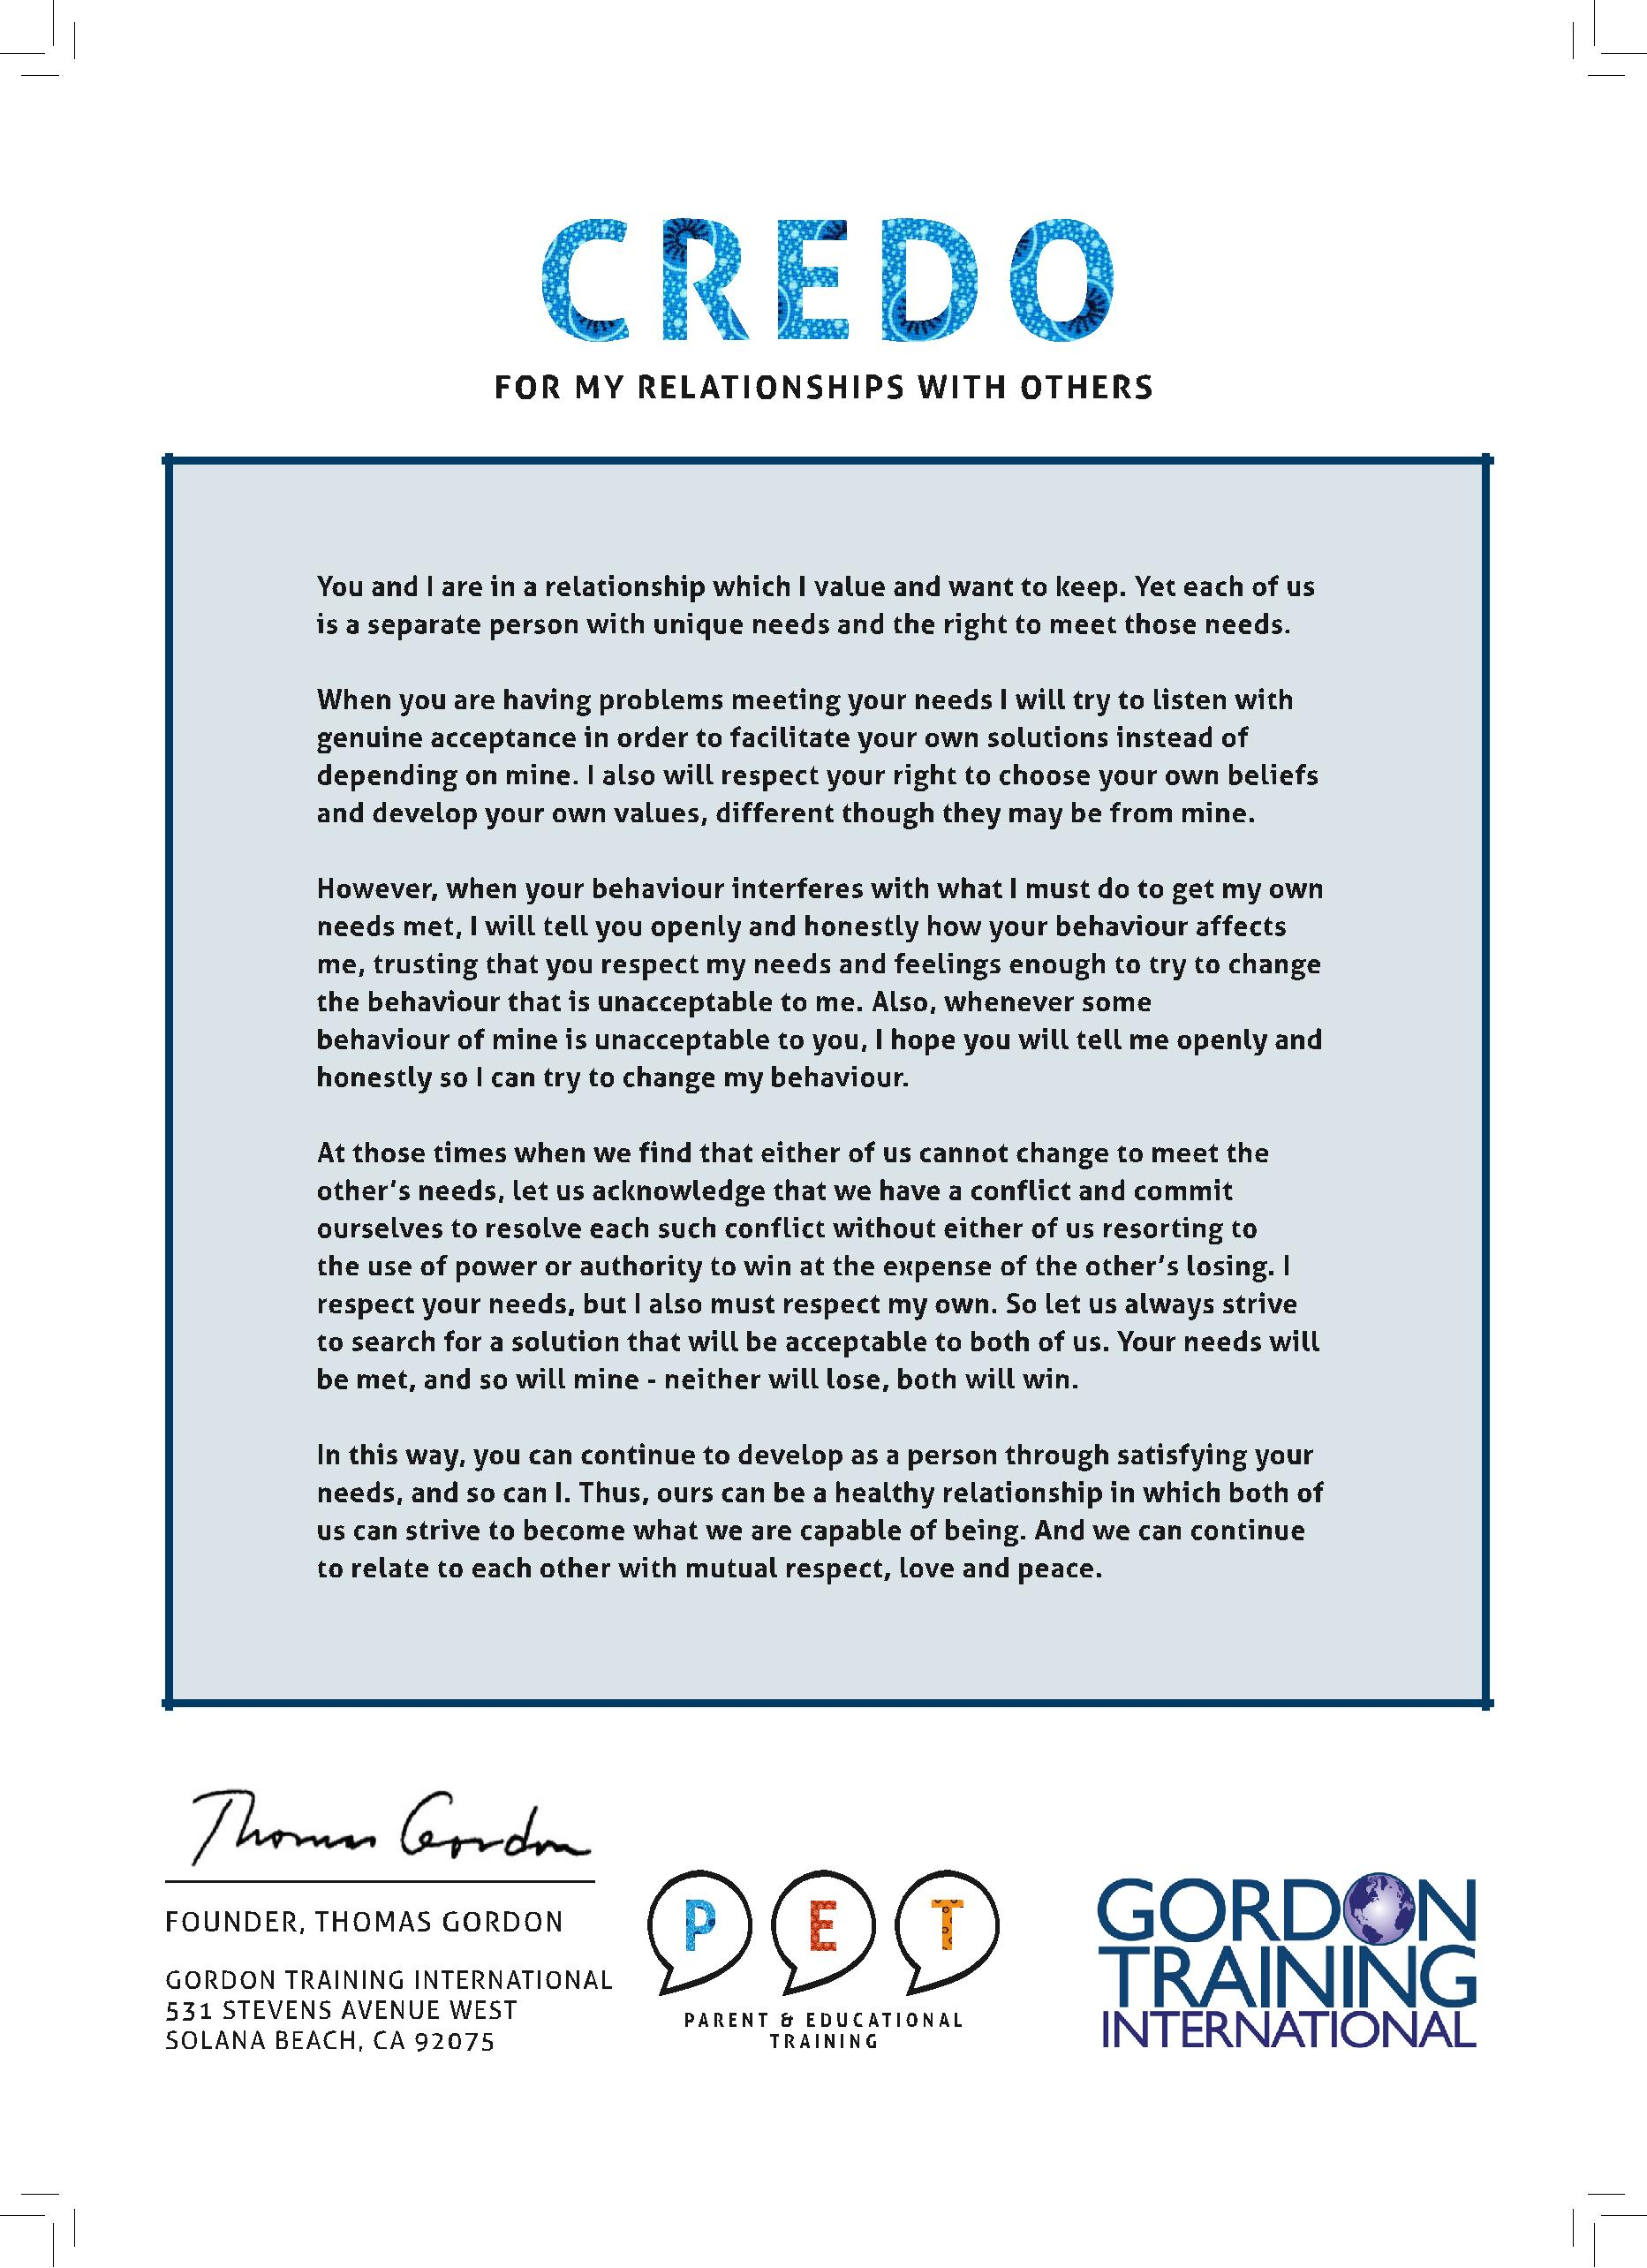 CREDO
FOR MY RELATIONSHIPS WITH OTHERS
You and I are in a relationship which I value and want to keep. Yet each of us
is a separate person with unique needs and the right to meet those needs.
When you are having problems meeting your needs I will try to listen with
genuine acceptance in order to facilitate your own solutions instead of
depending on mine. I also will respect your right to choose your own beliefs
and develop your own values, different though they may be from mine.
However, when your behaviour interferes with what I must do to get my own
needs met, I will tell you openly and honestly how your behaviour affects
me, trusting that you respect my needs and feelings enough to try to change
the behaviour that is unacceptable to me. Also, whenever some
behaviour of mine is unacceptable to you, I hope you will tell me openly and
honestly so I can try to change my behaviour.
At those times when we find that either of us cannot change to meet the
other's needs, let us acknowledge that we have a conflict and commit
ourselves to resolve each such conflict without either of us resorting to
the use of power or authority to win at the expense of the other's losing. I
respect your needs, but I also must respect my own. So let us always strive
to search for a solution that will be acceptable to both of us. Your needs will
be met, and so will mine - neither will lose, both will win.
In this way, you can continue to develop as a person through satisfying your
needs, and so can I. Thus, ours can be a healthy relationship in which both of
us can strive to become what we are capable of being. And we can continue
to relate to each other with mutual respect, love and peace.
Thomas Gordon
FOUNDER, THOMAS GORDON
GORDON TRAINING INTERNATIONAL
531 STEVENS AVENUE WEST
SOLANA BEACH, CA 92075
P E T
PARENT & EDUCATIONAL
TRAINING
GORDON
TRAINING
INTERNATIONAL